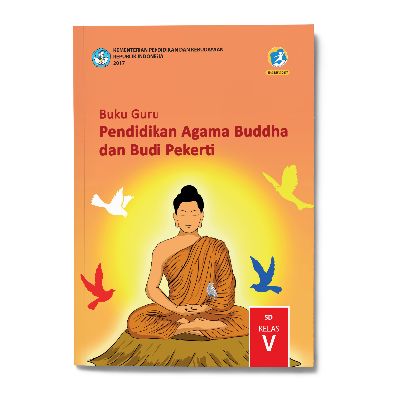 KEMENTERIAN PENDIDIKAN DAN KEBUDAYAAN
REPUBLIK INDONESIA
2017
Buku Guru
Pendidikan Agama Buddha
dan Budi Pekerti
SD
KELAS
V